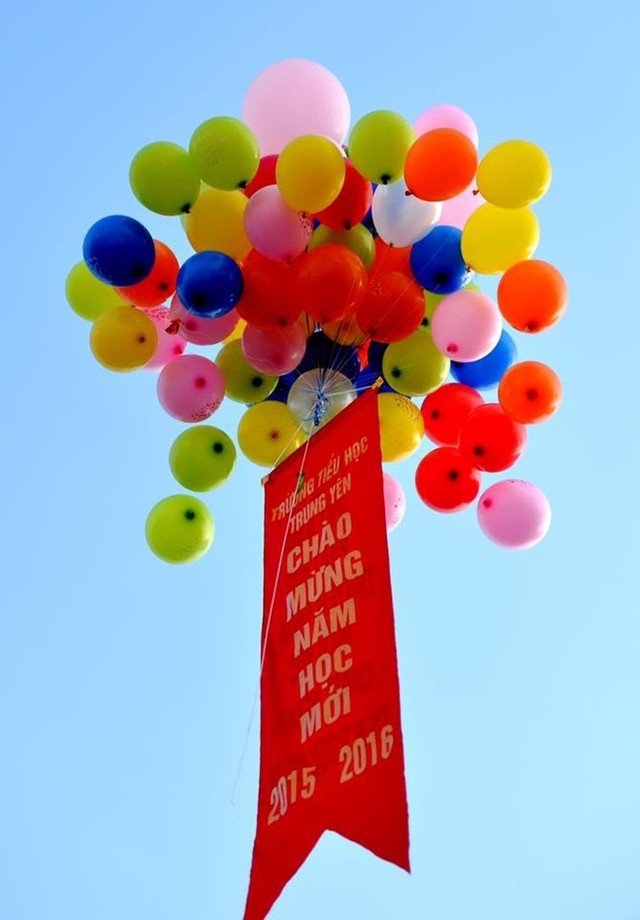 TRƯỜNG TIỂU HỌC
TRUNG YÊN
CHÀO
MỪNG
NĂM
HỌC
MỚI
2015 2016